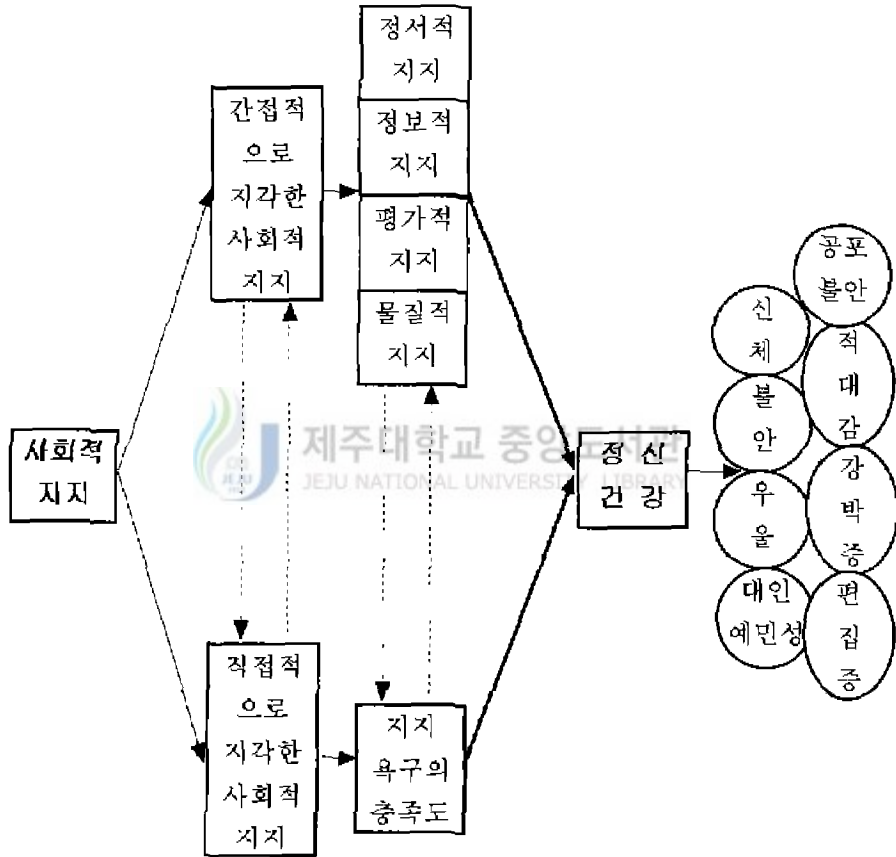 정서적
지지
정보적
지지
평가적
지지
물질적
지지
간접적
으로
지각한
사회적
지지
사회적
지지
직접적
으로
지각한
사회적
지지
지지
욕구의
충족도
제주대학교 중앙도서관
JEJU NATIONAL UNIVERSITY LIBRARY
JEJU
정 신
건 강
공포
불안
신
체
적
대
감
불
안
강
박
증
우
울
대인
예민성
편
집
증